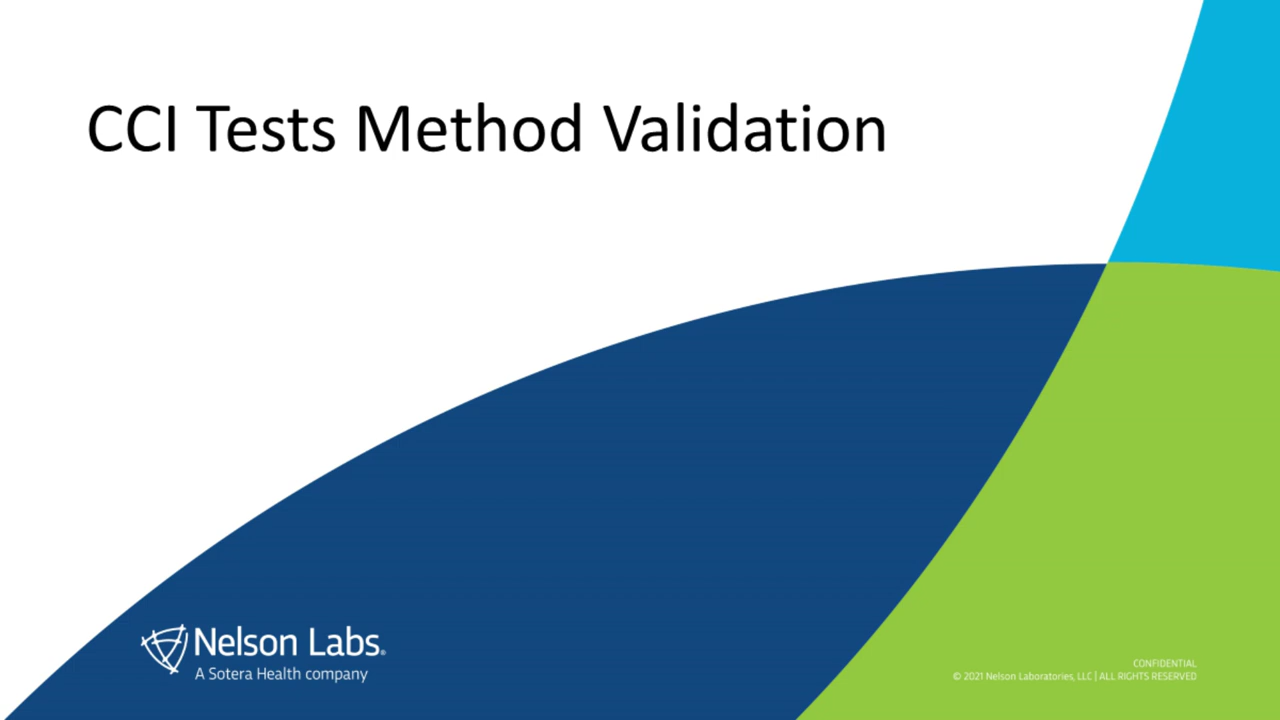 CCI Tests Method Validation
Nelson Labs®
A Sotera Health company
CONFIDENTIAL
© 2021 Nelson Laboratories, LLC | ALL RIGHTS RESERVED